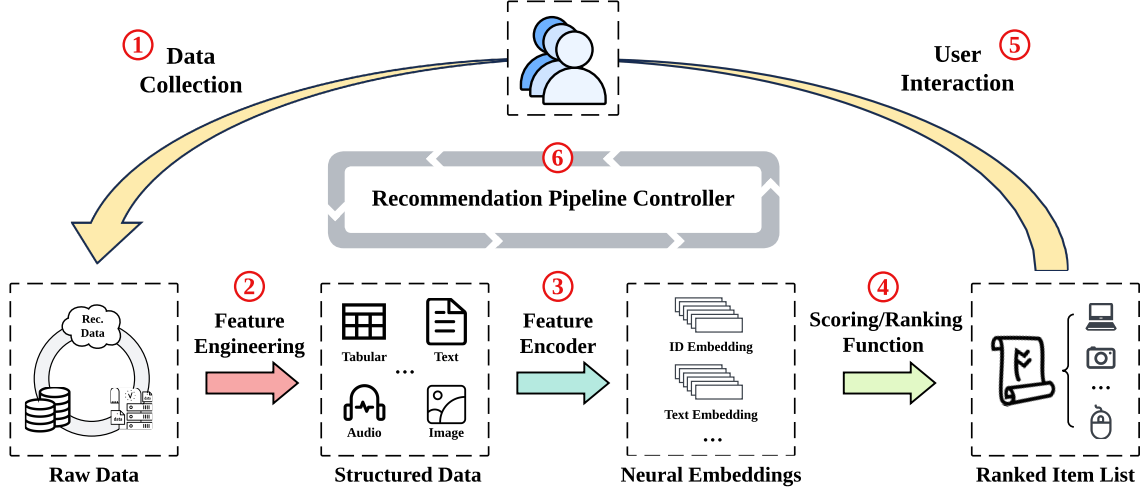 1
Data
Collection
User
Interaction
5
6
Recommendation Pipeline Controller
2
Feature
Engineering
3
Feature
Encoder
4
Scoring/Ranking
Function
Rec.
Data
Tabular
Text
...
Audio
Image
ID Embedding
Text Embedding
...
...
Raw Data
Structured Data
Neural Embeddings
Ranked Item List